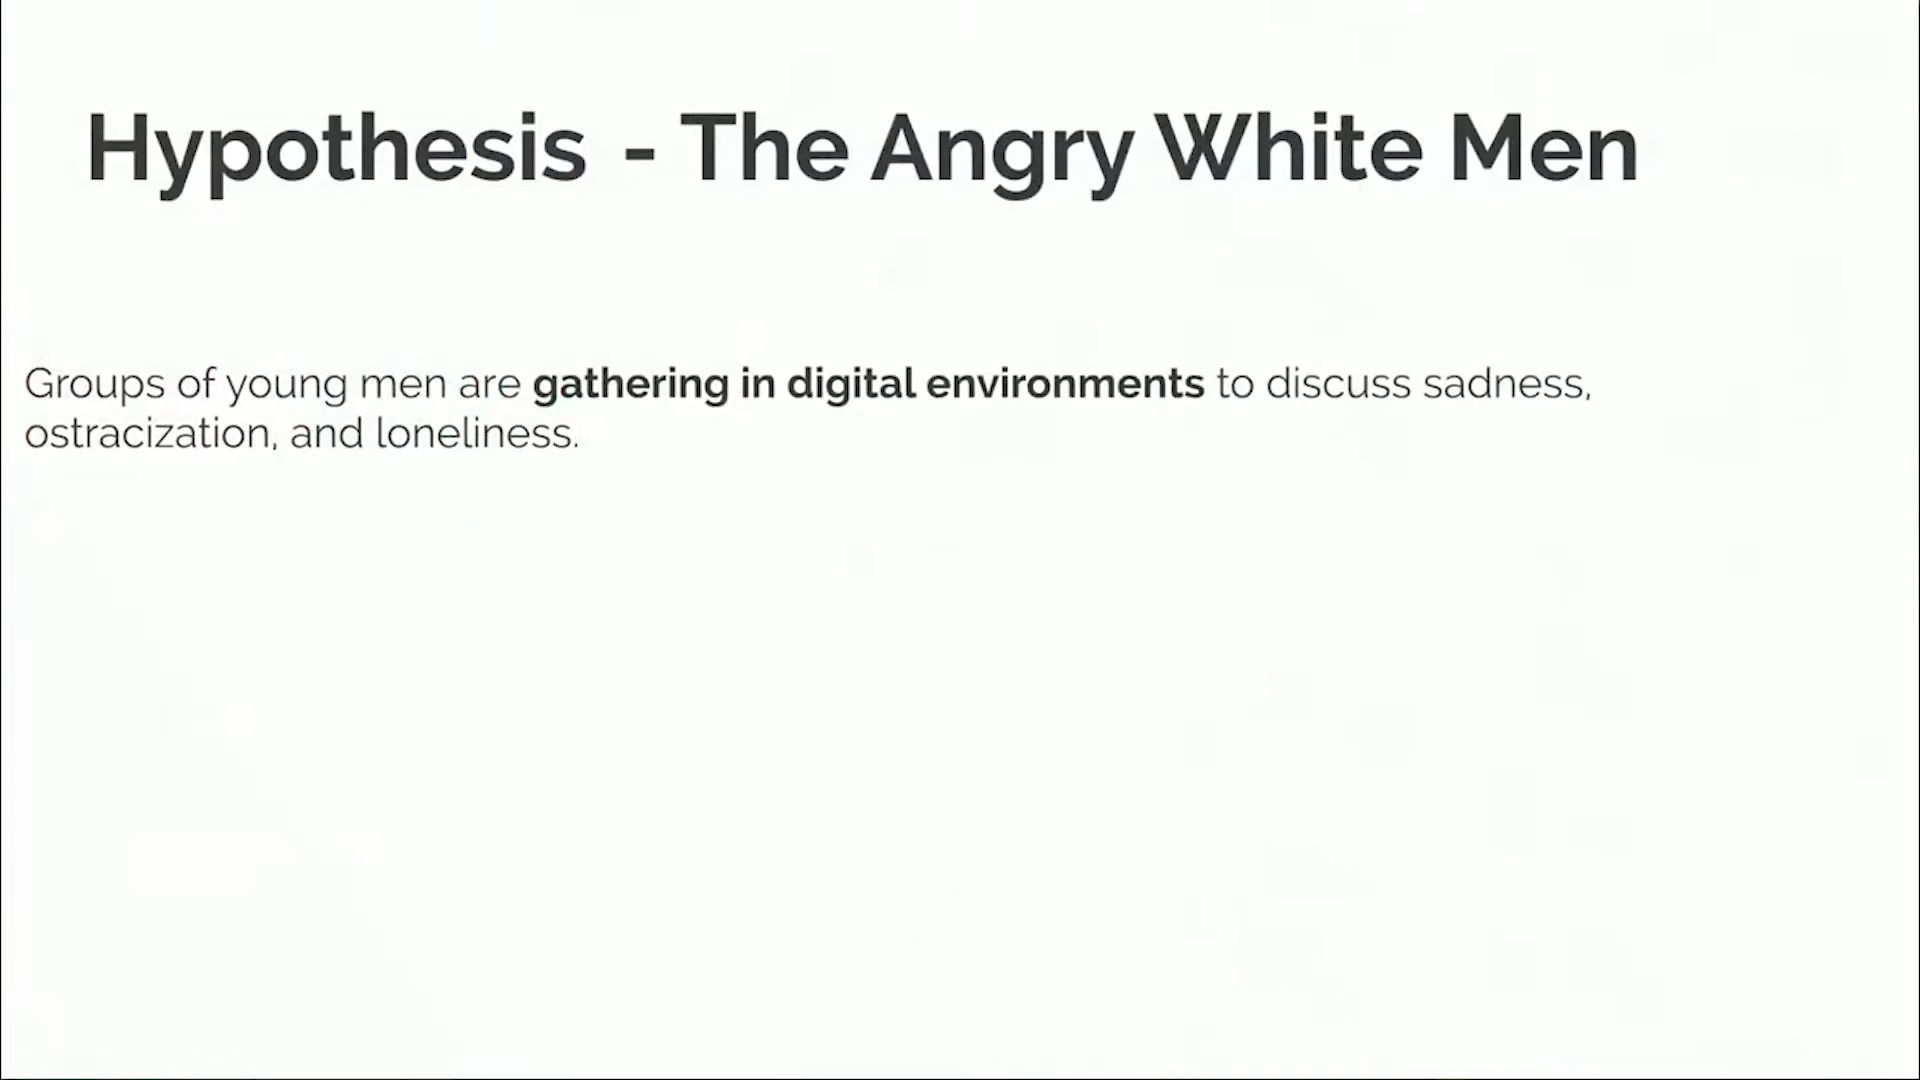 Hypothesis - The Angry White Men
Groups of young men are gathering in digital environments to discuss sadness,
ostracization, and loneliness.